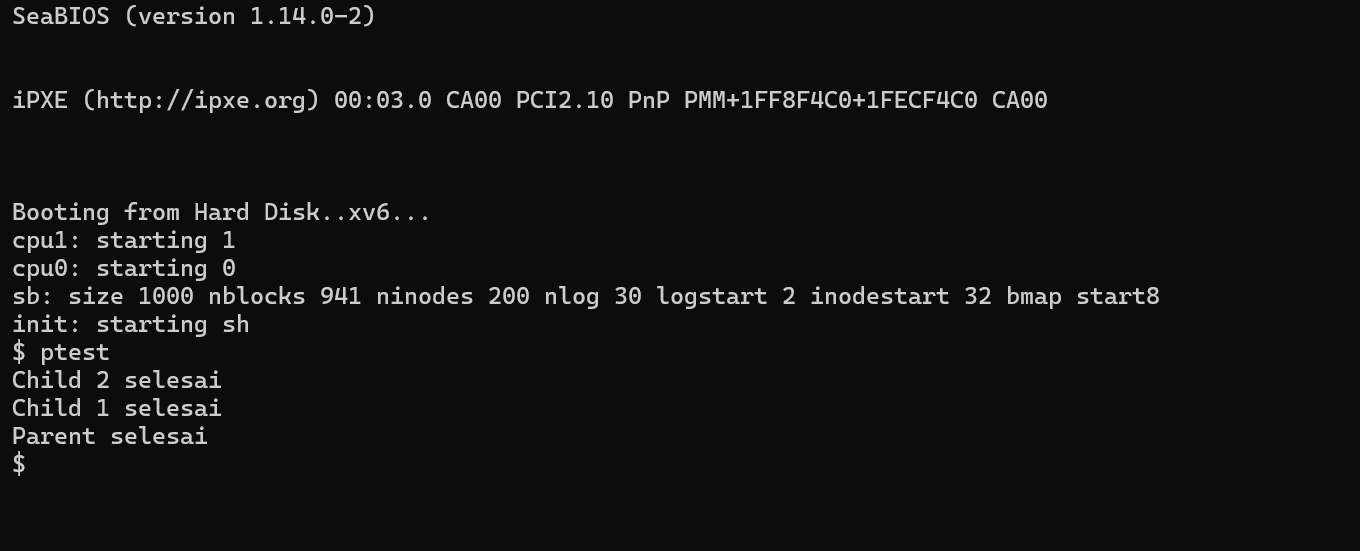 SeaBIOS (version 1.14.0-2)
iPXE (http://ipxe.org) 00:03.0 CA00 PCI2.10 PnP PMM+1FF8F4C0+1FECF4C0 CA00
Booting from Hard Disk..xv6...
cpu1: starting 1
cpu0: starting 0
sb: size 1000 nblocks 941 ninodes 200 nlog 30 logstart 2 inodestart 32 bmap start8
init: starting sh
$ ptest
Child 2 selesai
Child 1 selesai
Parent selesai
$